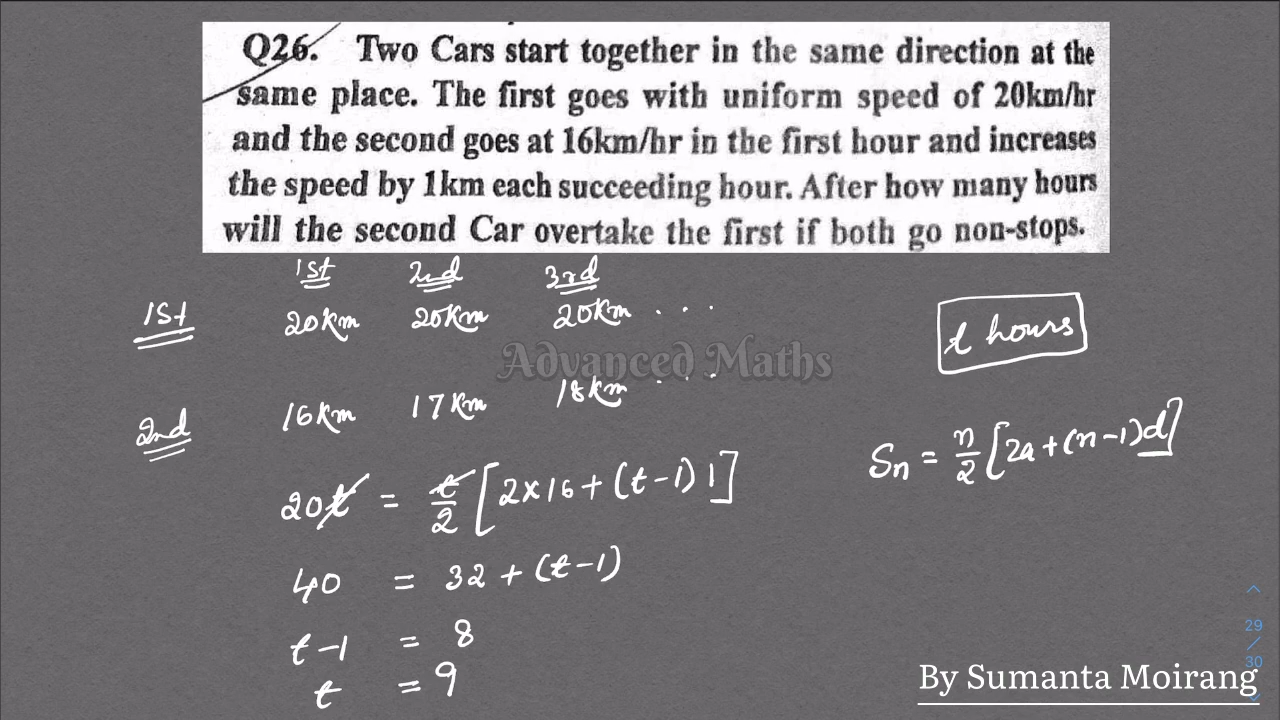 Q26. Two Cars start together in the same direction at the
same place. The first goes with uniform speed of 20km/hr
and the second goes at 16km/hr in the first hour and increases
the speed by 1km each succeeding hour. After how many hours
will the second Car overtake the first if both go non-stops.
1st 2nd 3rd
1st 20km 20km 20km . . .
t hours
Advanced Maths
2nd 16km 17km 18km . . .
Sn = n/2 [2a + (n-1)d]
20t = t/2 [2×16 + (t-1) 1]
40 = 32 + (t-1)
t-1 = 8
t = 9
29
/
30
By Sumanta Moirang